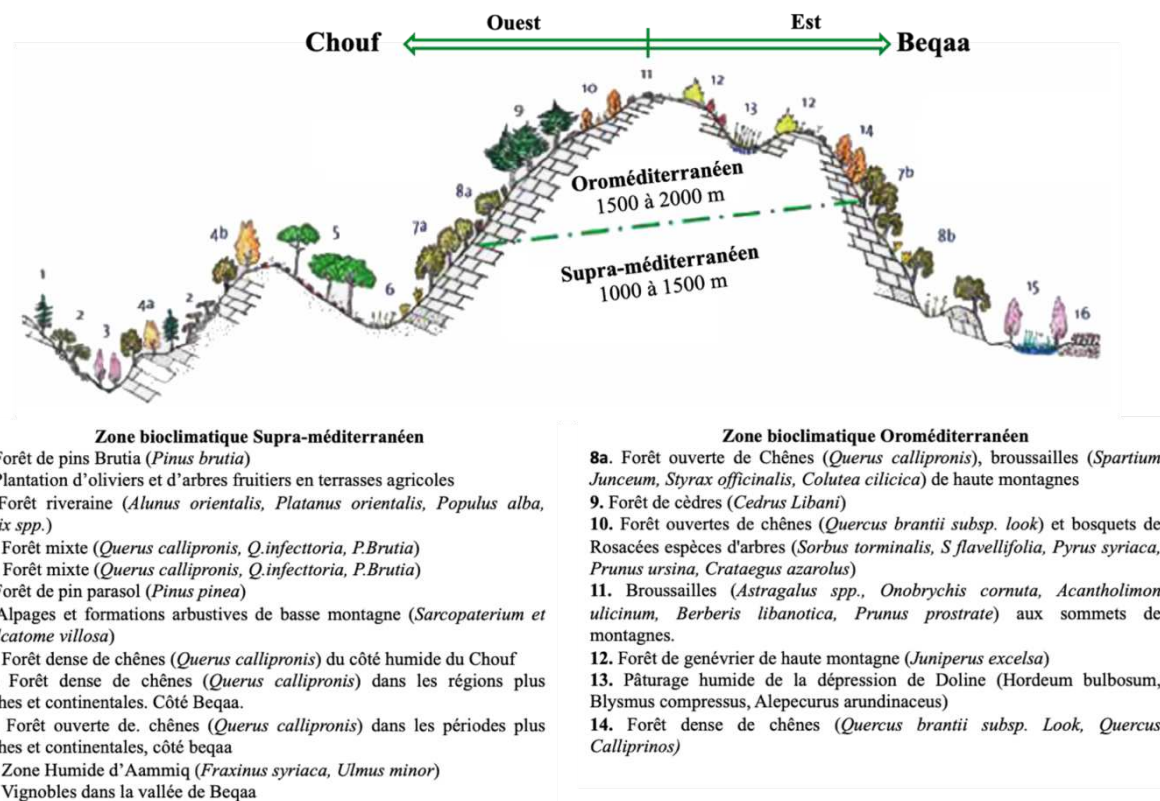 Ouest
Est
Chouf
Beqaa
11
12
10
12
13
9
14
Oroméditerranéen
1500 à 2000 m
7b
8a
7a
4b
5
8b
Supra-méditerranéen
1000 à 1500 m
1
6
15
16
2
4a
2
3
Zone bioclimatique Supra-méditerranéen
Forêt de pins Brutia (Pinus brutia)
Plantation d'oliviers et d'arbres fruitiers en terrasses agricoles
Forêt riveraine (Alunus orientalis, Platanus orientalis, Populus alba,
ix spp.)
Forêt mixte (Querus callipronis, Q.infecttoria, P.Brutia)
Forêt mixte (Querus callipronis, Q.infecttoria, P.Brutia)
Forêt de pin parasol (Pinus pinea)
Alpages et formations arbustives de basse montagne (Sarcopaterium et
catome villosa)
Forêt dense de chênes (Querus callipronis) du côté humide du Chouf
Forêt dense de chênes (Querus callipronis) dans les régions plus
hes et continentales. Côté Beqaa.
Forêt ouverte de. chênes (Querus callipronis) dans les périodes plus
hes et continentales, côté beqaa
Zone Humide d'Aammiq (Fraxinus syriaca, Ulmus minor)
Vignobles dans la vallée de Beqaa
Zone bioclimatique Oroméditerranéen
8a. Forêt ouverte de Chênes (Querus callipronis), broussailles (Spartium
Junceum, Styrax officinalis, Colutea cilicica) de haute montagnes
9. Forêt de cèdres (Cedrus Libani)
10. Forêt ouvertes de chênes (Quercus brantii subsp. look) et bosquets de
Rosacées espèces d'arbres (Sorbus torminalis, S flavellifolia, Pyrus syriaca,
Prunus ursina, Crataegus azarolus)
11. Broussailles (Astragalus spp., Onobrychis cornuta, Acantholimon
ulicinum, Berberis libanotica, Prunus prostrate) aux sommets de
montagnes.
12. Forêt de genévrier de haute montagne (Juniperus excelsa)
13. Pâturage humide de la dépression de Doline (Hordeum bulbosum,
Blysmus compressus, Alepecurus arundinaceus)
14. Forêt dense de chênes (Quercus brantii subsp. Look, Quercus
Calliprinos)